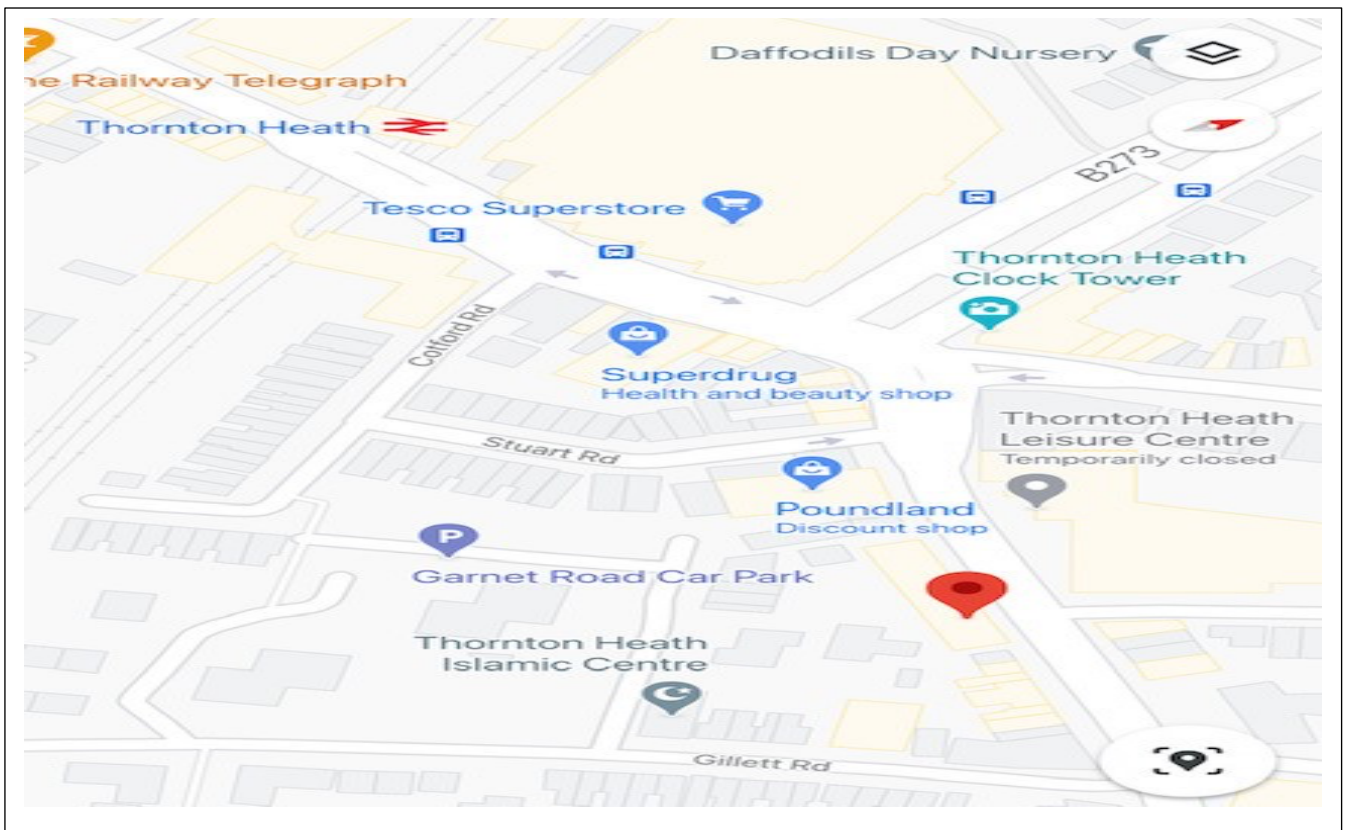 Daffodils Day Nursery
ne Railway Telegraph
Thornton Heath
B273
Tesco Superstore
Thornton Heath
Clock Tower
Cotford Rd
Superdrug
Health and beauty shop
Thornton Heath
Leisure Centre
Temporarily closed
Stuart Rd
Poundland
Discount shop
P
Garnet Road Car Park
Thornton Heath
Islamic Centre
Gillett Rd